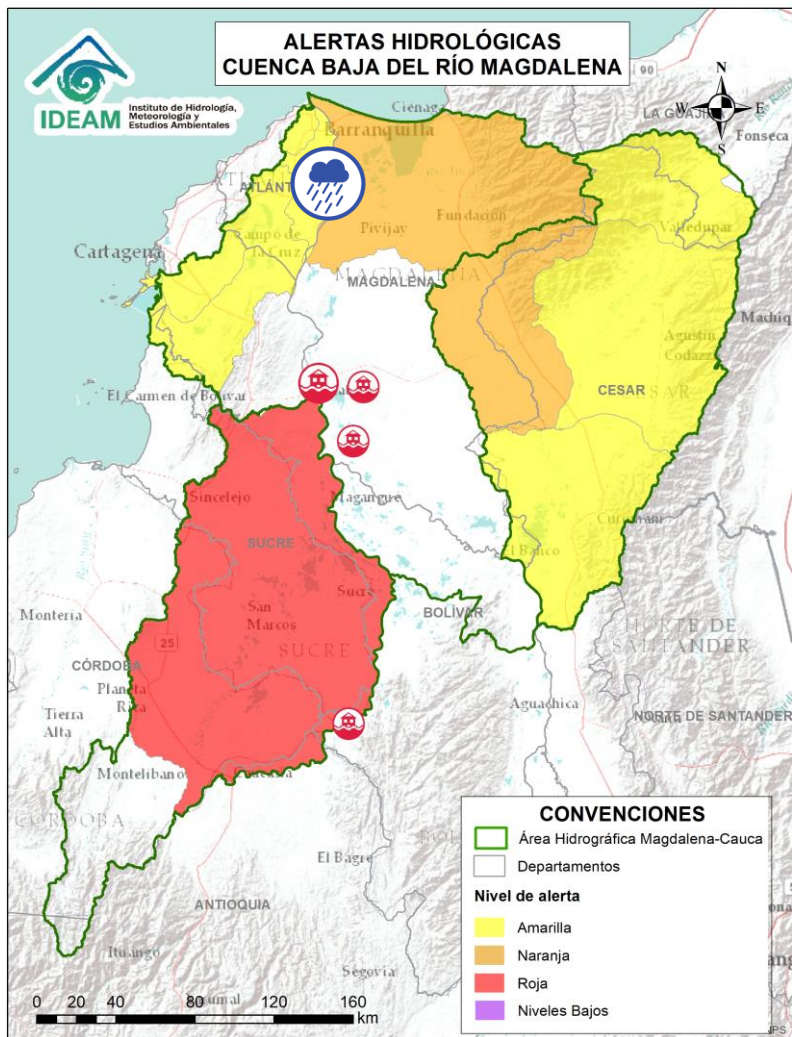 ALERTAS HIDROLÓGICAS
CUENCA BAJA DEL RÍO MAGDALENA
IDEAM
Instituto de Hidrología,
Meteorología y
Estudios Ambientales
N
W
E
S
90
Ciénaga
LA GUAJIRA
Fonseca
Barranquilla
Pivijay
Fundación
Valledupar
Campo de
la Cruz
Cartagena
MAGDALENA
MAGDALENA
Agustín
Codazzi
CESAR
El Carmen de Bolívar
Sincelejo
Magangue
SUCRE
El Banco
Sucre
San
Marcos
SUCRE
BOLÍVAR
Montería
25
CÓRDOBA
Planeta
Rica
Tierra
Alta
NORTE DE
SANTANDER
Aguachica
NORTE DE SANTANDER
Montelibano
El Bagre
ANTIOQUIA
Ituango
Segovia
CONVENCIONES
Área Hidrográfica Magdalena-Cauca
Departamentos
Nivel de alerta
Amarilla
Naranja
Roja
Niveles Bajos
0 20 40 80 120 160
km